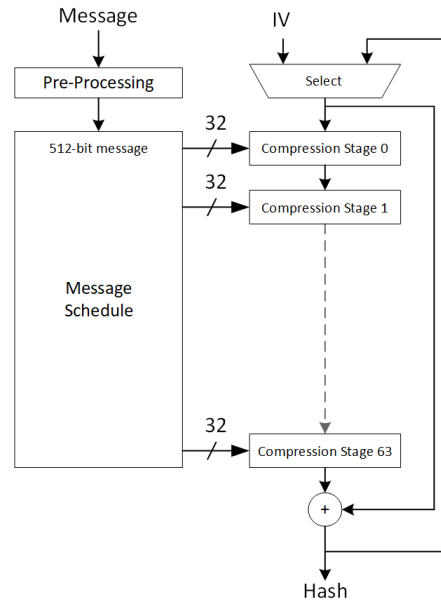 Message
IV
Pre-Processing
Select
512-bit message
32
Compression Stage 0
32
Compression Stage 1
Message
Schedule
32
Compression Stage 63
+
Hash